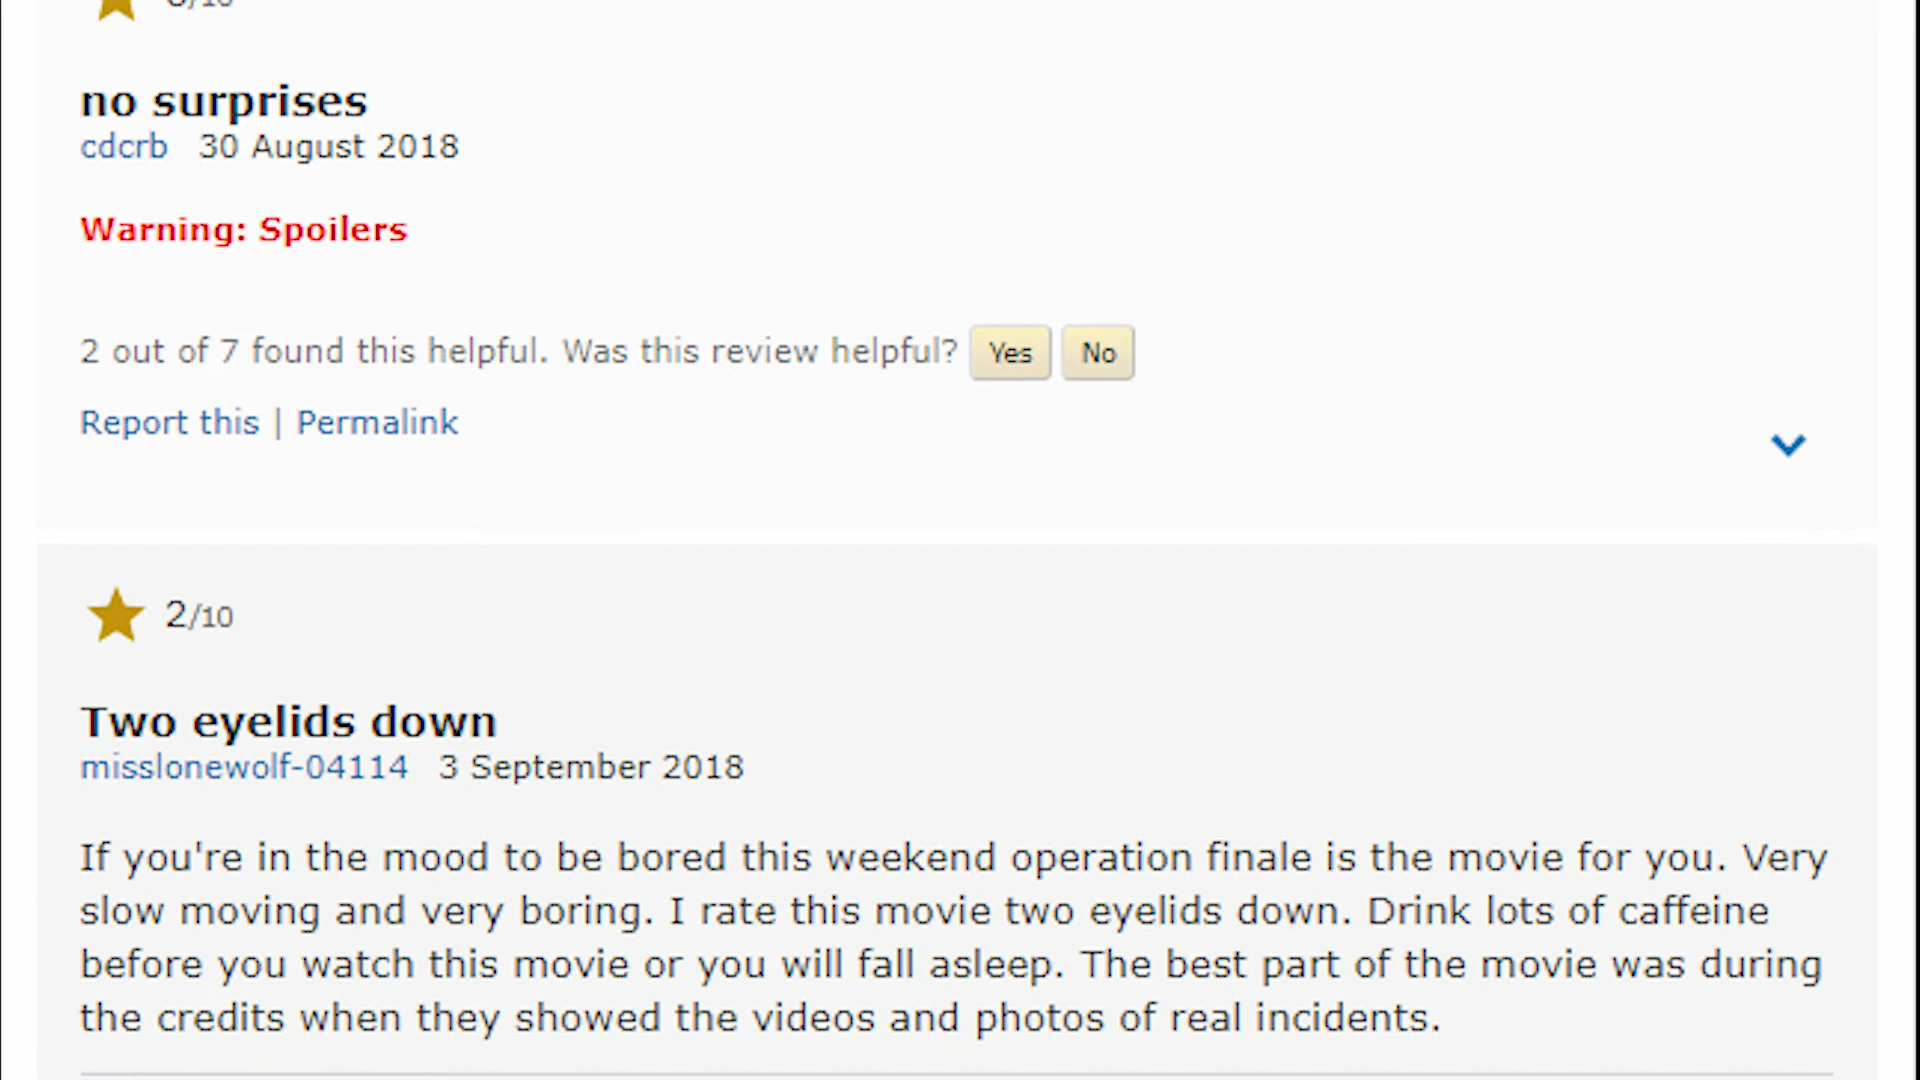 /10
no surprises
cdcrb 30 August 2018
Warning: Spoilers
2 out of 7 found this helpful. Was this review helpful? Yes No
Report this | Permalink
2/10
Two eyelids down
misslonewolf-04114 3 September 2018
If you're in the mood to be bored this weekend operation finale is the movie for you. Very
slow moving and very boring. I rate this movie two eyelids down. Drink lots of caffeine
before you watch this movie or you will fall asleep. The best part of the movie was during
the credits when they showed the videos and photos of real incidents.